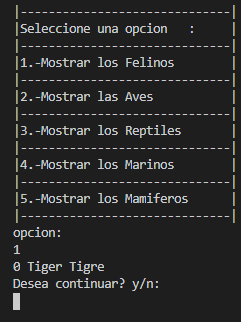 |------------------------------|
|Seleccione una opcion   :     |
|------------------------------|
|1.-Mostrar los Felinos        |
|------------------------------|
|2.-Mostrar las Aves           |
|------------------------------|
|3.-Mostrar los Reptiles       |
|------------------------------|
|4.-Mostrar los Marinos        |
|------------------------------|
|5.-Mostrar los Mamiferos      |
|------------------------------|
opcion:
1
0 Tiger Tigre
Desea continuar? y/n: